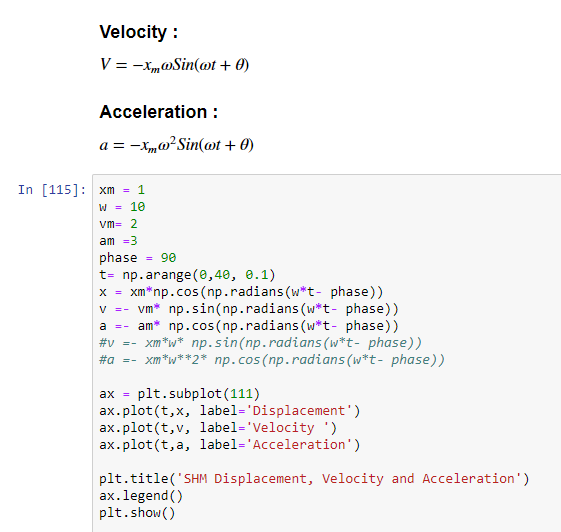 Velocity :
V = −xₘωSin(ωt + θ)
Acceleration :
a = −xₘω²Sin(ωt + θ)
In [115]: xm = 1
w = 10
vm= 2
am =3
phase = 90
t= np.arange(0,40, 0.1)
x = xm*np.cos(np.radians(w*t- phase))
v =- vm* np.sin(np.radians(w*t- phase))
a =- am* np.cos(np.radians(w*t- phase))
#v =- xm*w* np.sin(np.radians(w*t- phase))
#a =- xm*w**2* np.cos(np.radians(w*t- phase))
ax = plt.subplot(111)
ax.plot(t,x, label='Displacement')
ax.plot(t,v, label='Velocity ')
ax.plot(t,a, label='Acceleration')
plt.title('SHM Displacement, Velocity and Acceleration')
ax.legend()
plt.show()